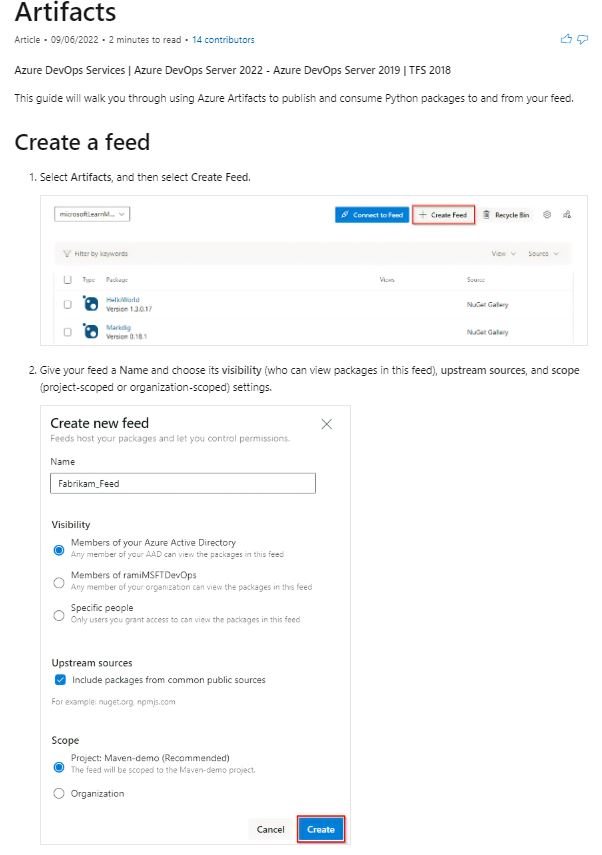 Artifacts
Article • 09/06/2022 • 2 minutes to read • 14 contributors
Azure DevOps Services | Azure DevOps Server 2022 - Azure DevOps Server 2019 | TFS 2018
This guide will walk you through using Azure Artifacts to publish and consume Python packages to and from your feed.
Create a feed
1. Select Artifacts, and then select Create Feed.
microsoftLearnM...
Connect to Feed
+ Create Feed
Recycle Bin
Filter by keywords
View
Source
Type Package Views Source
HelloWorld
Version 1.3.0.17
NuGet Gallery
Markdig
Version 0.18.1
NuGet Gallery
2. Give your feed a Name and choose its visibility (who can view packages in this feed), upstream sources, and scope
(project-scoped or organization-scoped) settings.
Create new feed
Feeds host your packages and let you control permissions.
Name
Fabrikam_Feed
Visibility
Members of your Azure Active Directory
Any member of your AAD can view the packages in this feed
Members of ramiMSFTDevOps
Any member of your organization can view the packages in this feed
Specific people
Only users you grant access to can view the packages in this feed
Upstream sources
Include packages from common public sources
For example: nuget.org, npmjs.com
Scope
Project: Maven-demo (Recommended)
The feed will be scoped to the Maven-demo project.
Organization
Cancel
Create